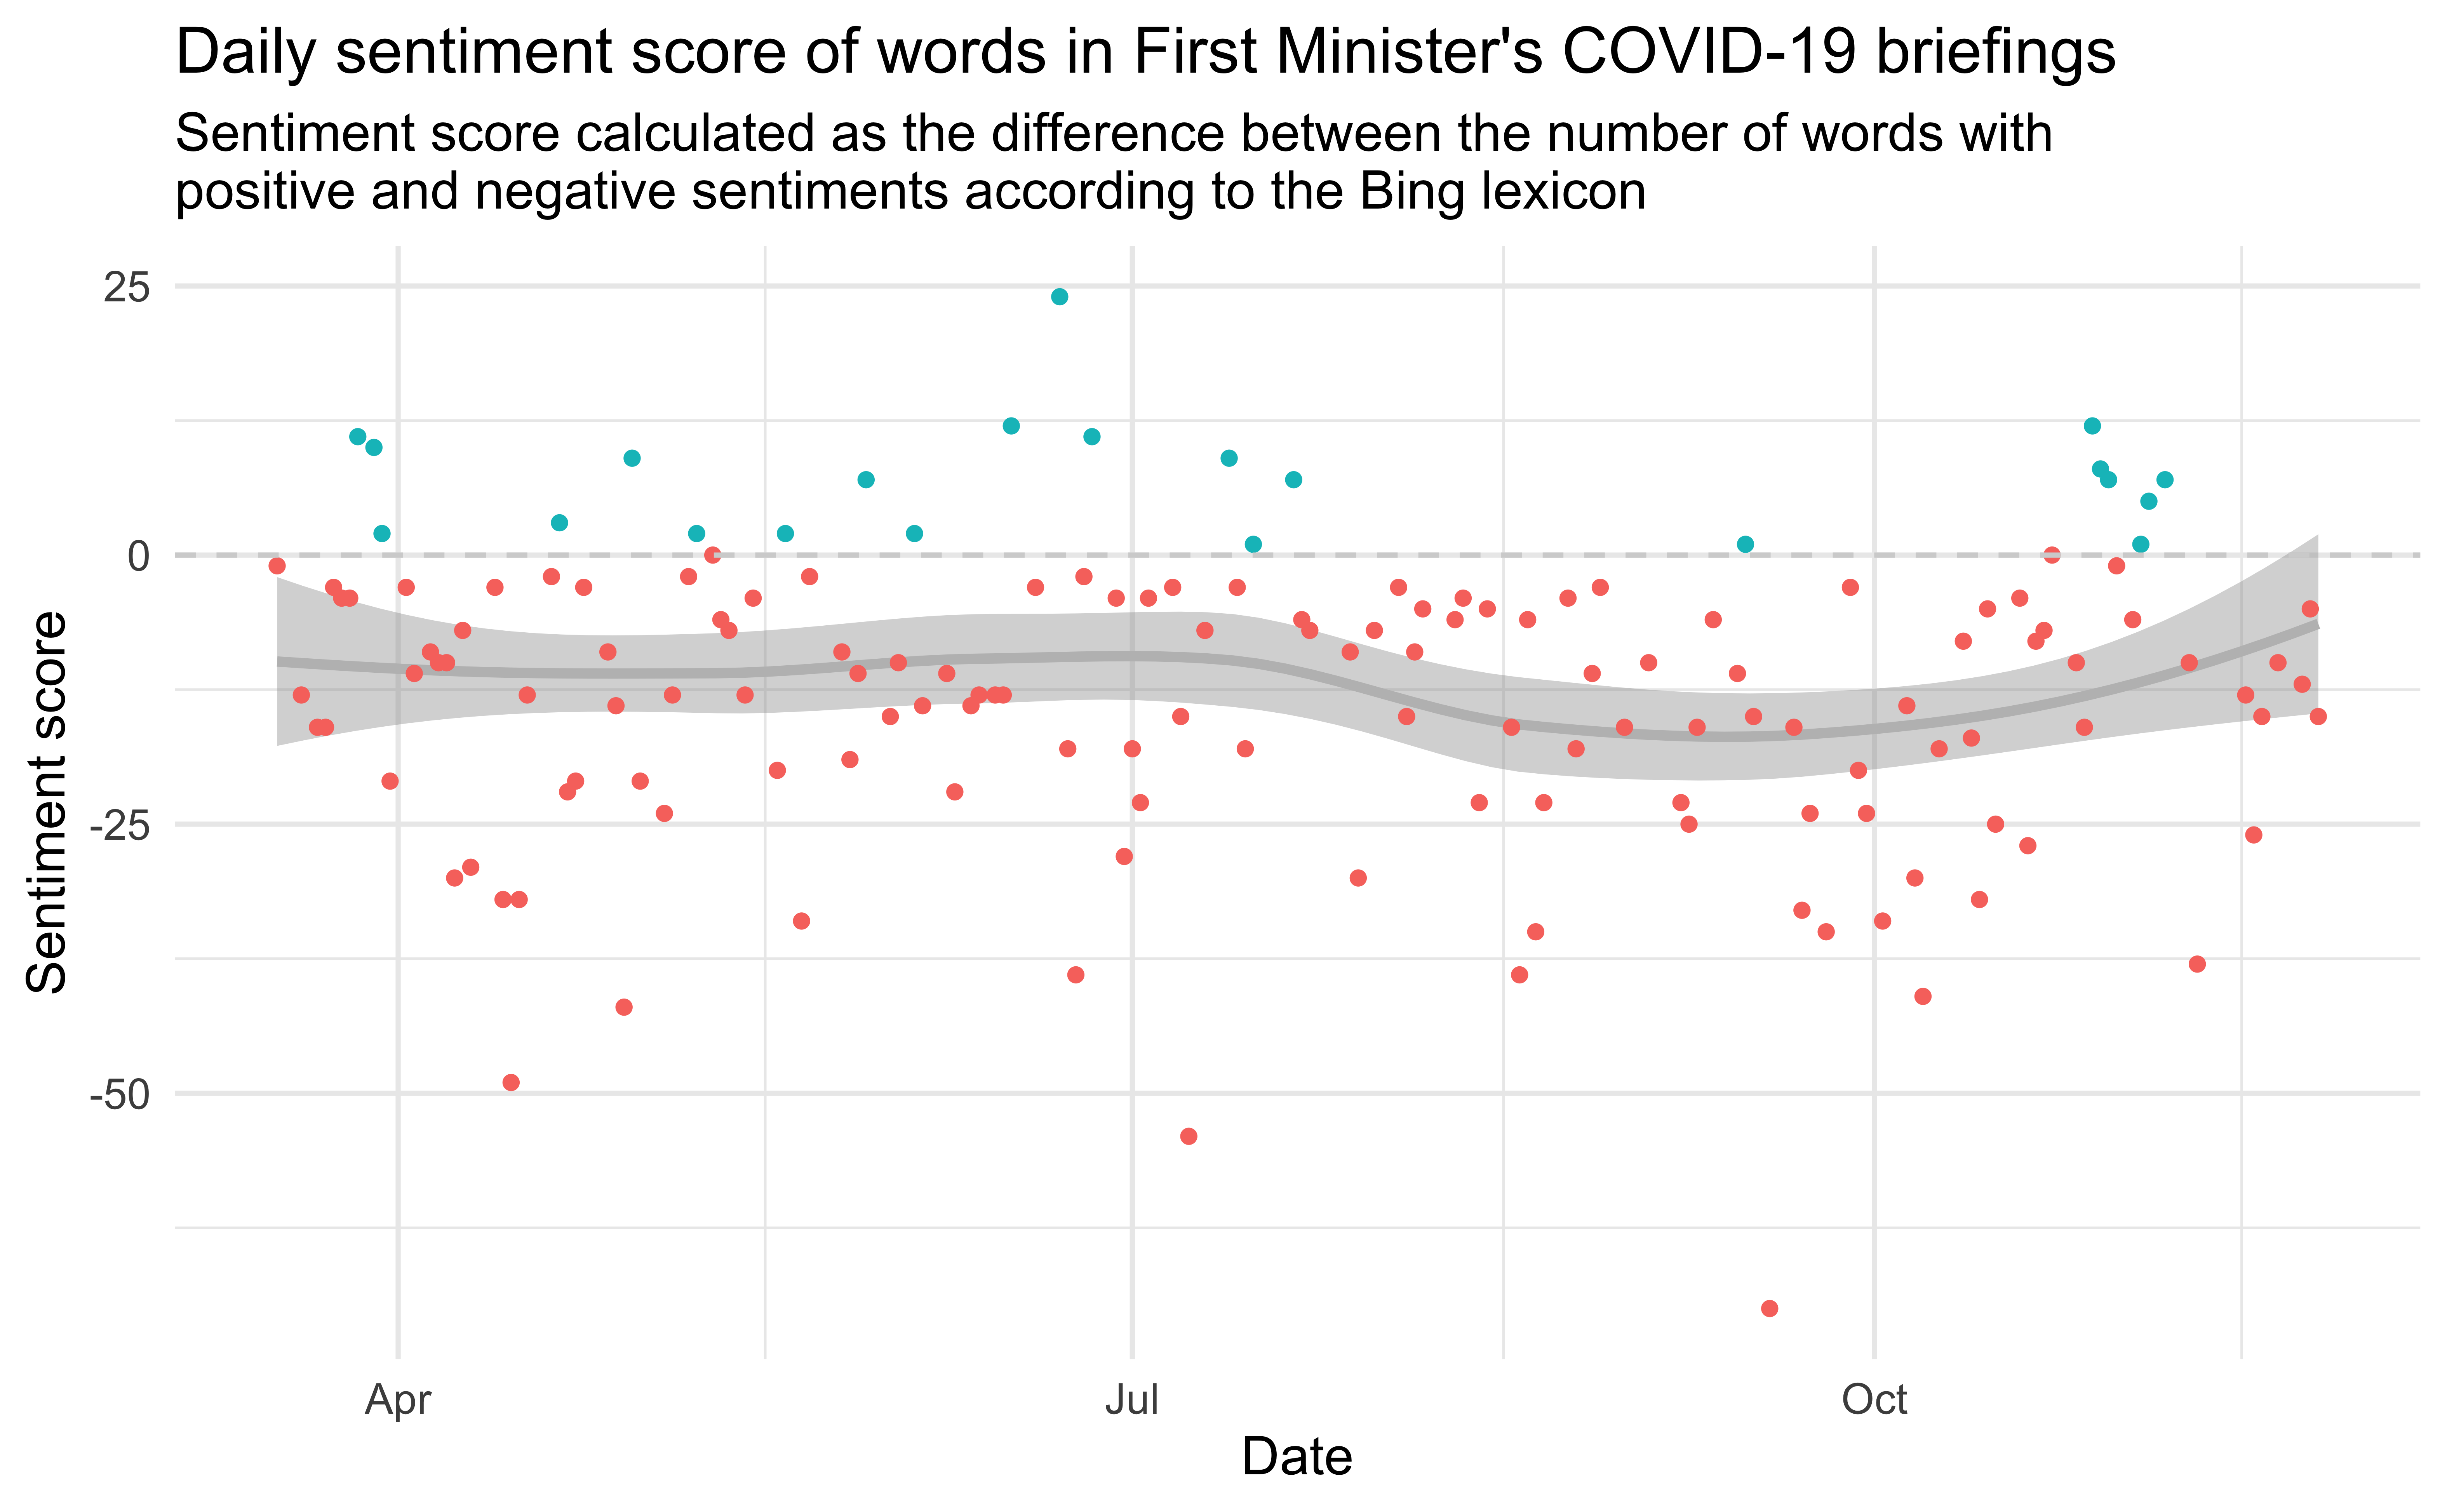 Daily sentiment score of words in First Minister's COVID-19 briefings
Sentiment score calculated as the difference between the number of words with
positive and negative sentiments according to the Bing lexicon
25
0
-25
-50
Sentiment score
Apr
Jul
Oct
Date